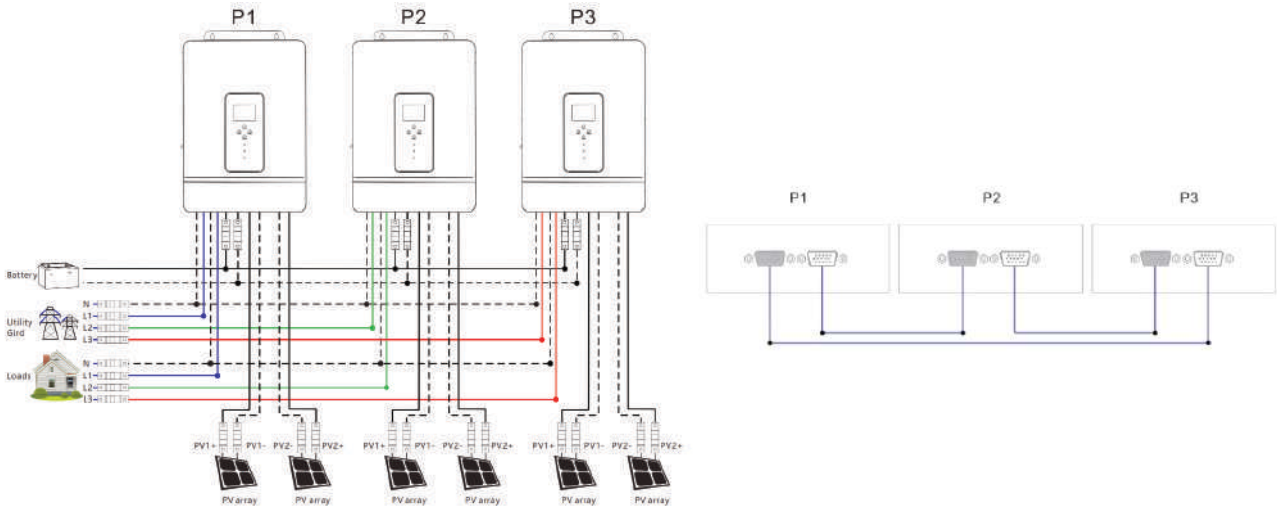 P1 P2 P3
P1 P2 P3
Battery
N
L1
Utility
Gird
L2
L3
N
Loads
L1
L2
L3
PV1+ PV1- PV2- PV2+ PV1+ PV1- PV2- PV2+ PV1+ PV1- PV2- PV2+
PV array PV array PV array PV array PV array PV array